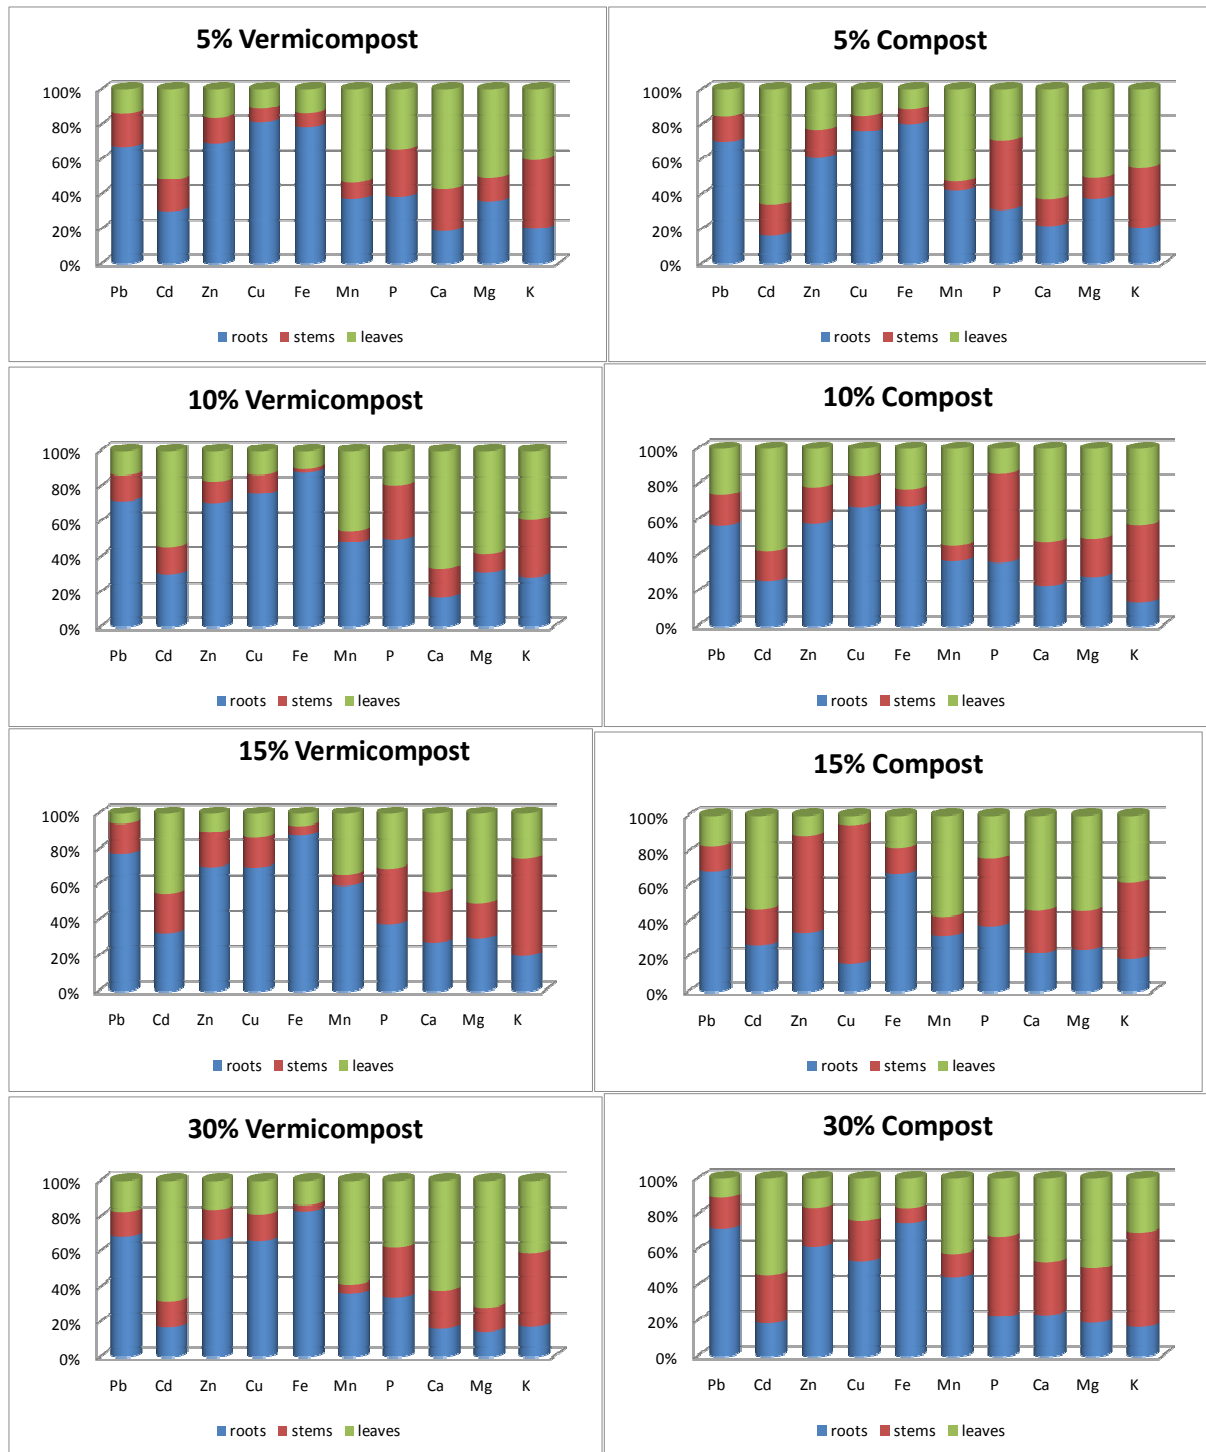 5% Vermicompost
100%
80%
60%
40%
20%
0%
Pb Cd Zn Cu Fe Mn P Ca Mg K
roots stems leaves
5% Compost
100%
80%
60%
40%
20%
0%
Pb Cd Zn Cu Fe Mn P Ca Mg K
roots stems leaves
10% Vermicompost
100%
80%
60%
40%
20%
0%
Pb Cd Zn Cu Fe Mn P Ca Mg K
roots stems leaves
10% Compost
100%
80%
60%
40%
20%
0%
Pb Cd Zn Cu Fe Mn P Ca Mg K
roots stems leaves
15% Vermicompost
100%
80%
60%
40%
20%
0%
Pb Cd Zn Cu Fe Mn P Ca Mg K
roots stems leaves
15% Compost
100%
80%
60%
40%
20%
0%
Pb Cd Zn Cu Fe Mn P Ca Mg K
roots stems leaves
30% Vermicompost
100%
80%
60%
40%
20%
0%
Pb Cd Zn Cu Fe Mn P Ca Mg K
roots stems leaves
30% Compost
100%
80%
60%
40%
20%
0%
Pb Cd Zn Cu Fe Mn P Ca Mg K
roots stems leaves